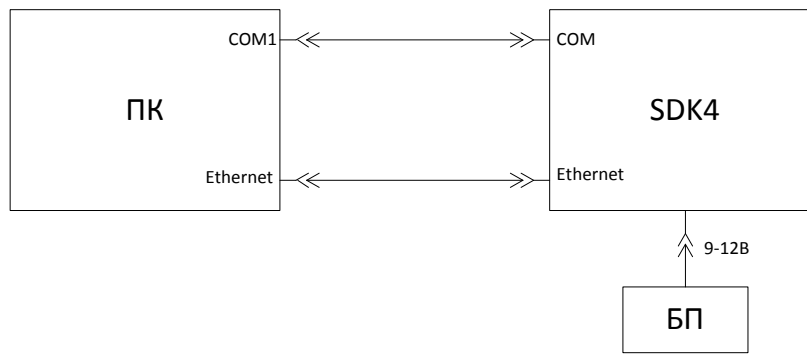 COM1
COM
ПК
SDK4
Ethernet
Ethernet
9-12В
БП